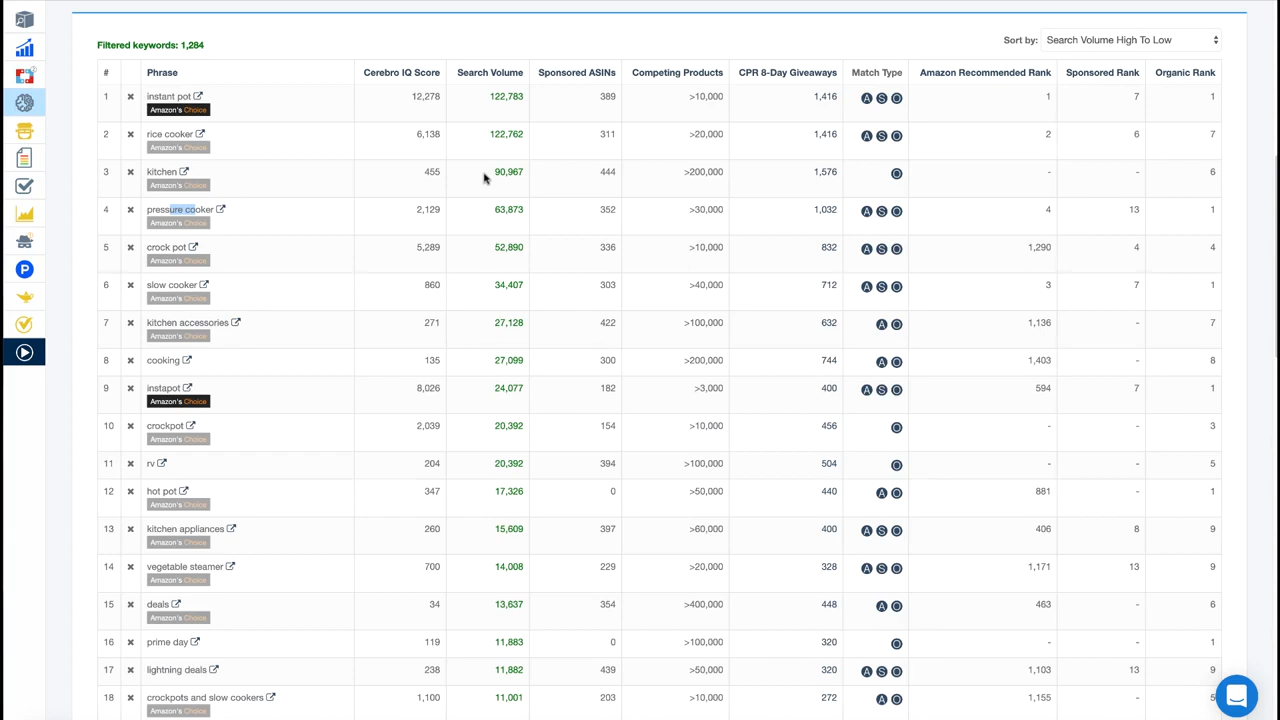 Filtered keywords: 1,284
Sort by: Search Volume High To Low
# Phrase Cerebro IQ Score Search Volume Sponsored ASINs Competing Products CPR 8-Day Giveaways Match Type Amazon Recommended Rank Sponsored Rank Organic Rank
1 instant pot 12,278 122,783 389 >10,000 1,416 A S O 1 7 1
Amazon's Choice
2 rice cooker 6,138 122,762 311 >20,000 1,416 A S O 2 6 7
Amazon's Choice
3 kitchen 455 90,967 444 >200,000 1,576 O - - 6
Amazon's Choice
4 pressure cooker 2,129 63,873 352 >30,000 1,032 A S O 4 13 1
Amazon's Choice
5 crock pot 5,289 52,890 336 >10,000 832 A S O 1,290 4 4
Amazon's Choice
6 slow cooker 860 34,407 303 >40,000 712 A S O 3 7 1
Amazon's Choice
7 kitchen accessories 271 27,128 422 >100,000 632 A O 1,136 - 7
Amazon's Choice
8 cooking 135 27,099 300 >200,000 744 A O 1,403 - 8
9 instapot 8,026 24,077 182 >3,000 400 A S O 594 7 1
Amazon's Choice
10 crockpot 2,039 20,392 154 >10,000 456 O - - 3
Amazon's Choice
11 rv 204 20,392 394 >100,000 504 O - - 5
12 hot pot 347 17,326 0 >50,000 440 A O 881 - 1
Amazon's Choice
13 kitchen appliances 260 15,609 397 >60,000 400 A S O 406 8 9
Amazon's Choice
14 vegetable steamer 700 14,008 229 >20,000 328 A S O 1,171 13 9
Amazon's Choice
15 deals 34 13,637 354 >400,000 448 A O 463 - 6
Amazon's Choice
16 prime day 119 11,883 0 >100,000 320 O - - 1
17 lightning deals 238 11,882 439 >50,000 320 A S O 1,103 13 9
18 crockpots and slow cookers 1,100 11,001 203 >10,000 272 A O 1,155 - 5
Amazon's Choice